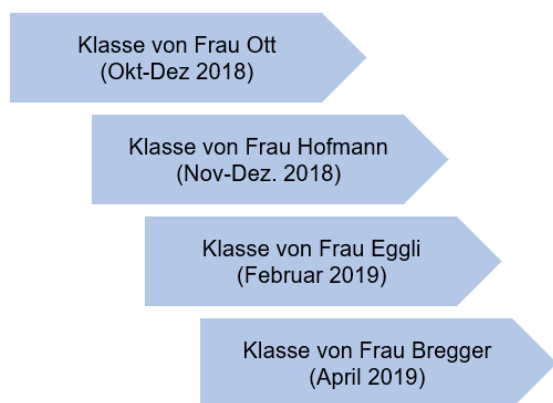 Klasse von Frau Ott
(Okt-Dez 2018)
Klasse von Frau Hofmann
(Nov-Dez. 2018)
Klasse von Frau Eggli
(Februar 2019)
Klasse von Frau Bregger
(April 2019)